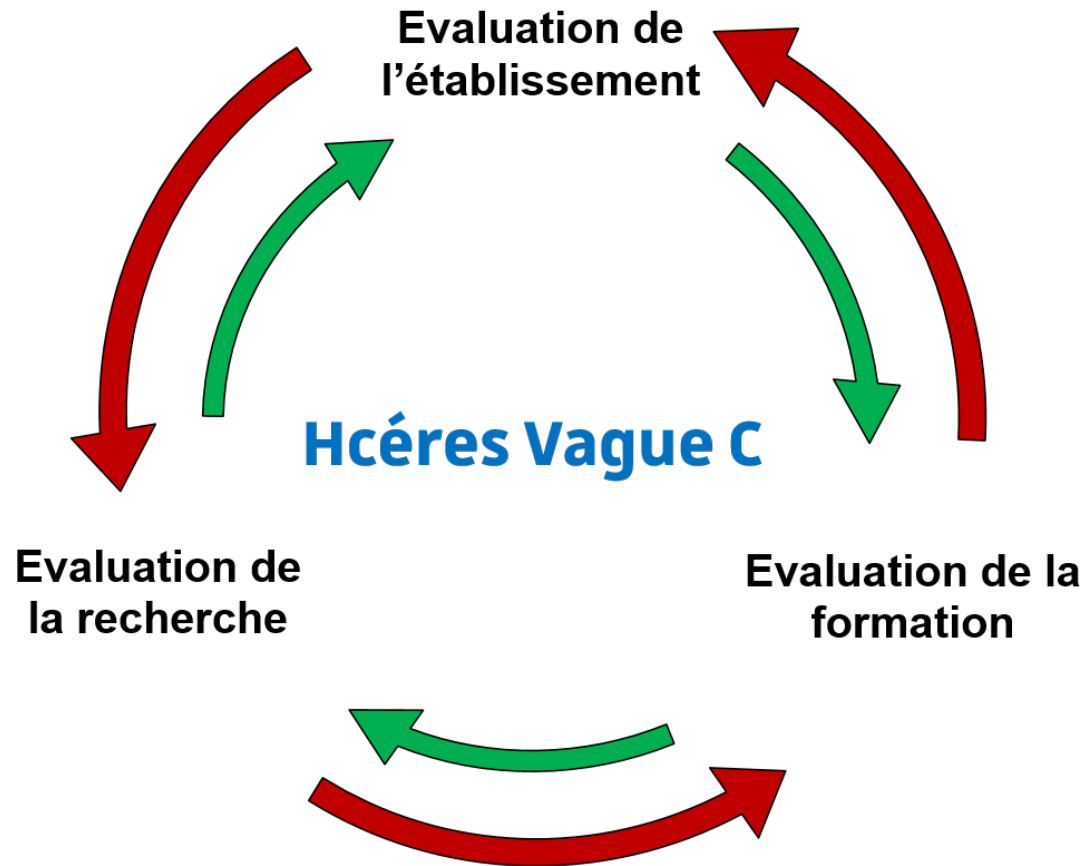 Evaluation de
l’établissement
Hcéres Vague C
Evaluation de
la recherche
Evaluation de la
formation